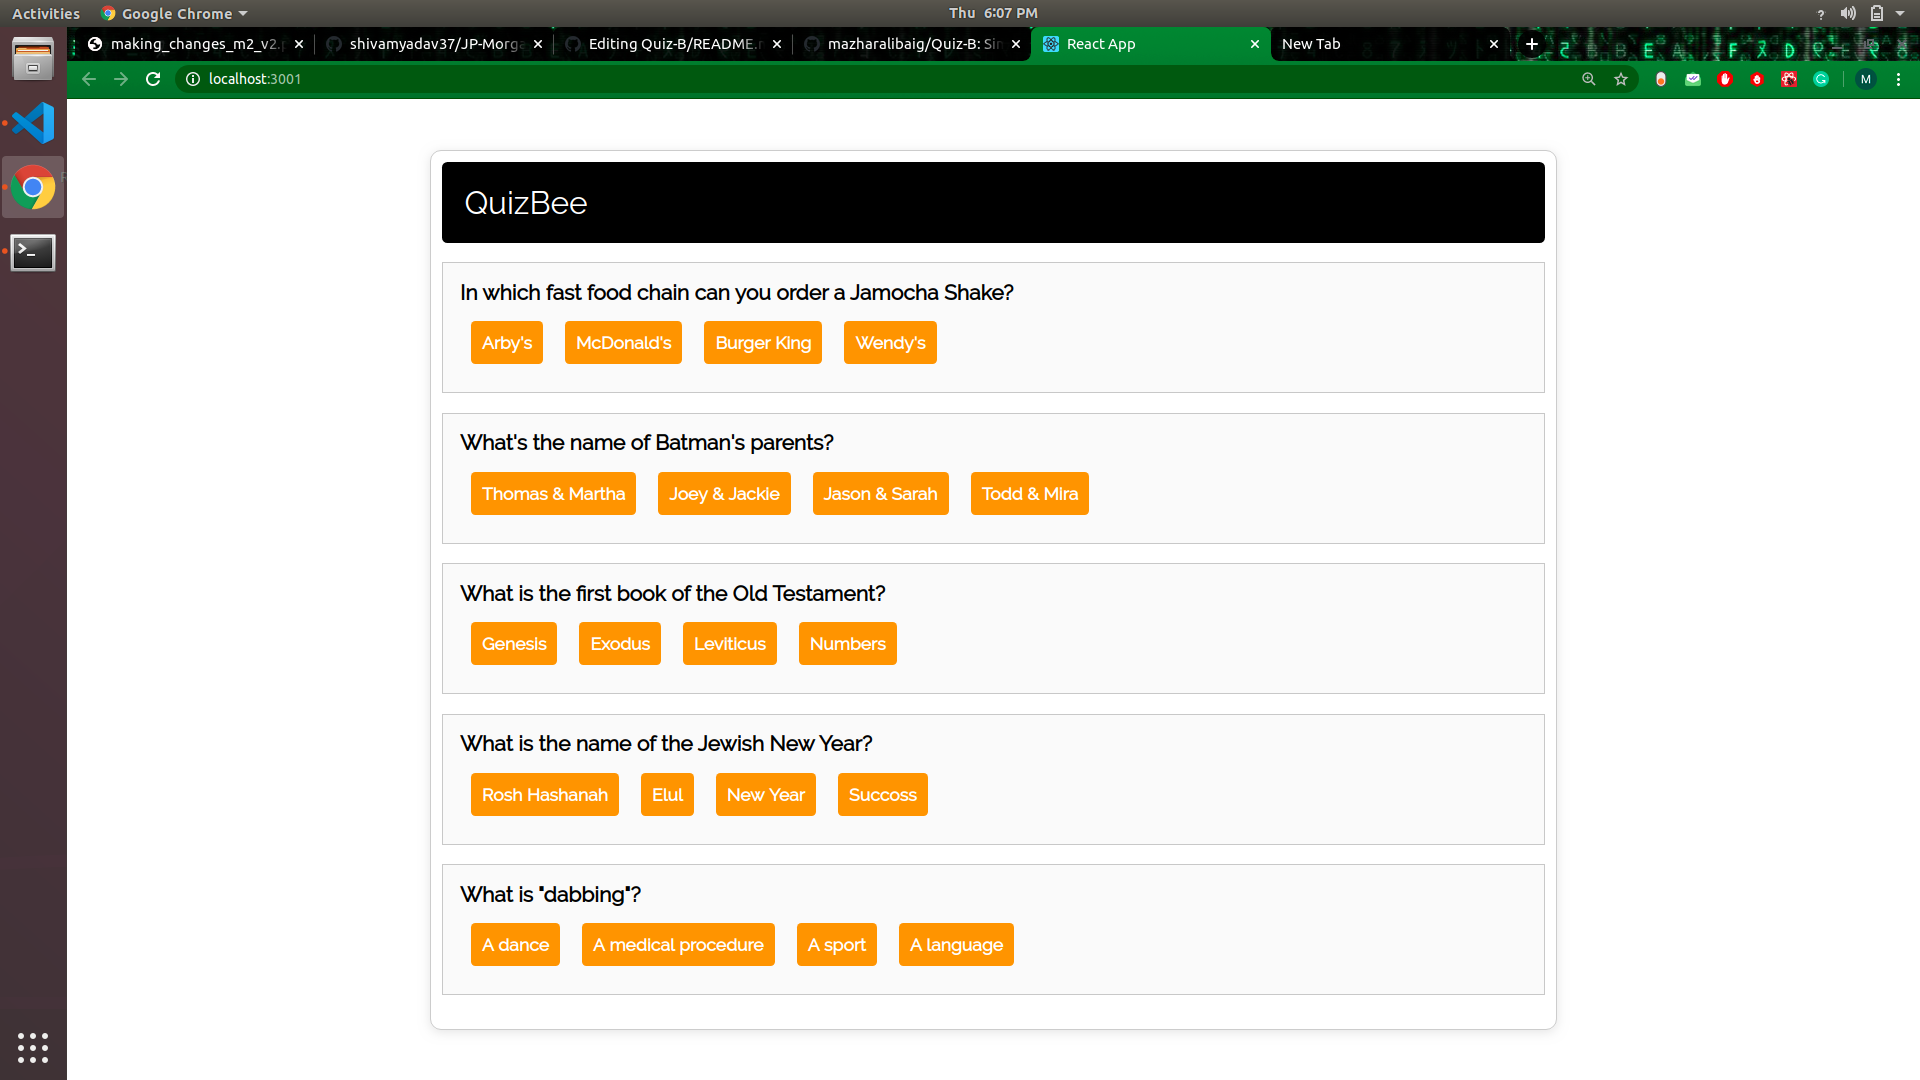 Activities Google Chrome Thu 6:07 PM ?
making_changes_m2_v2.p shivamyadav37/JP-Morga Editing Quiz-B/README.m mazharalibaig/Quiz-B: Sim React App New Tab
localhost:3001 M
QuizBee
In which fast food chain can you order a Jamocha Shake?
Arby's McDonald's Burger King Wendy's
What's the name of Batman's parents?
Thomas & Martha Joey & Jackie Jason & Sarah Todd & Mira
What is the first book of the Old Testament?
Genesis Exodus Leviticus Numbers
What is the name of the Jewish New Year?
Rosh Hashanah Elul New Year Succoss
What is "dabbing"?
A dance A medical procedure A sport A language